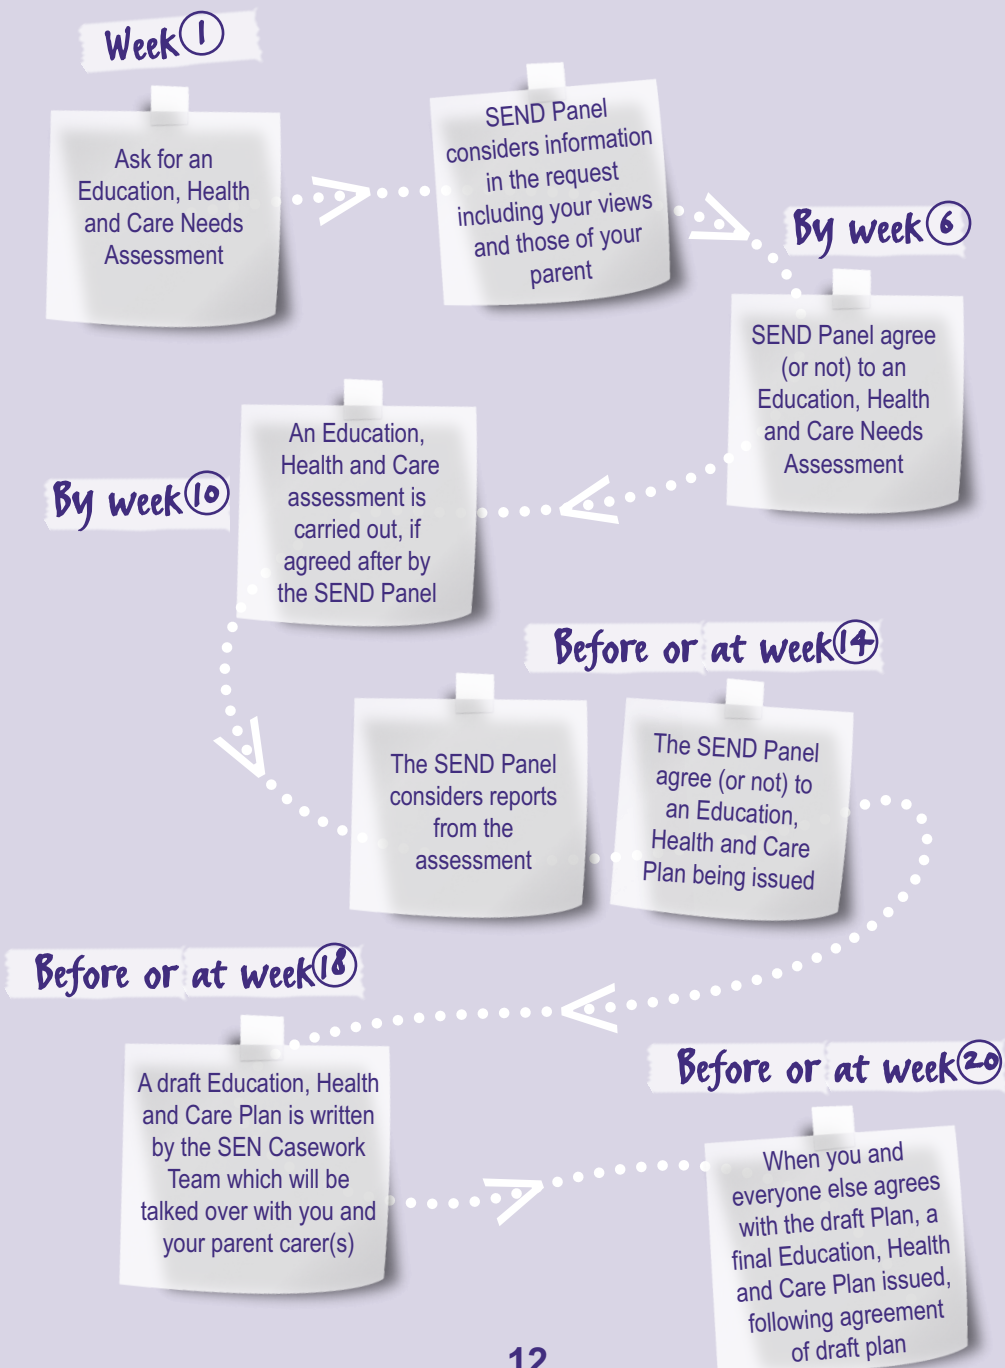 Week 1
Ask for an
Education, Health
and Care Needs
Assessment
SEND Panel
considers information
in the request
including your views
and those of your
parent
By week 6
SEND Panel agree
(or not) to an
Education, Health
and Care Needs
Assessment
By week 10
An Education,
Health and Care
assessment is
carried out, if
agreed after by
the SEND Panel
Before or at week 14
The SEND Panel
considers reports
from the
assessment
The SEND Panel
agree (or not) to
an Education,
Health and Care
Plan being issued
Before or at week 18
A draft Education, Health
and Care Plan is written
by the SEN Casework
Team which will be
talked over with you and
your parent carer(s)
Before or at week 20
When you and
everyone else agrees
with the draft Plan, a
final Education, Health
and Care Plan issued,
following agreement
of draft plan
12